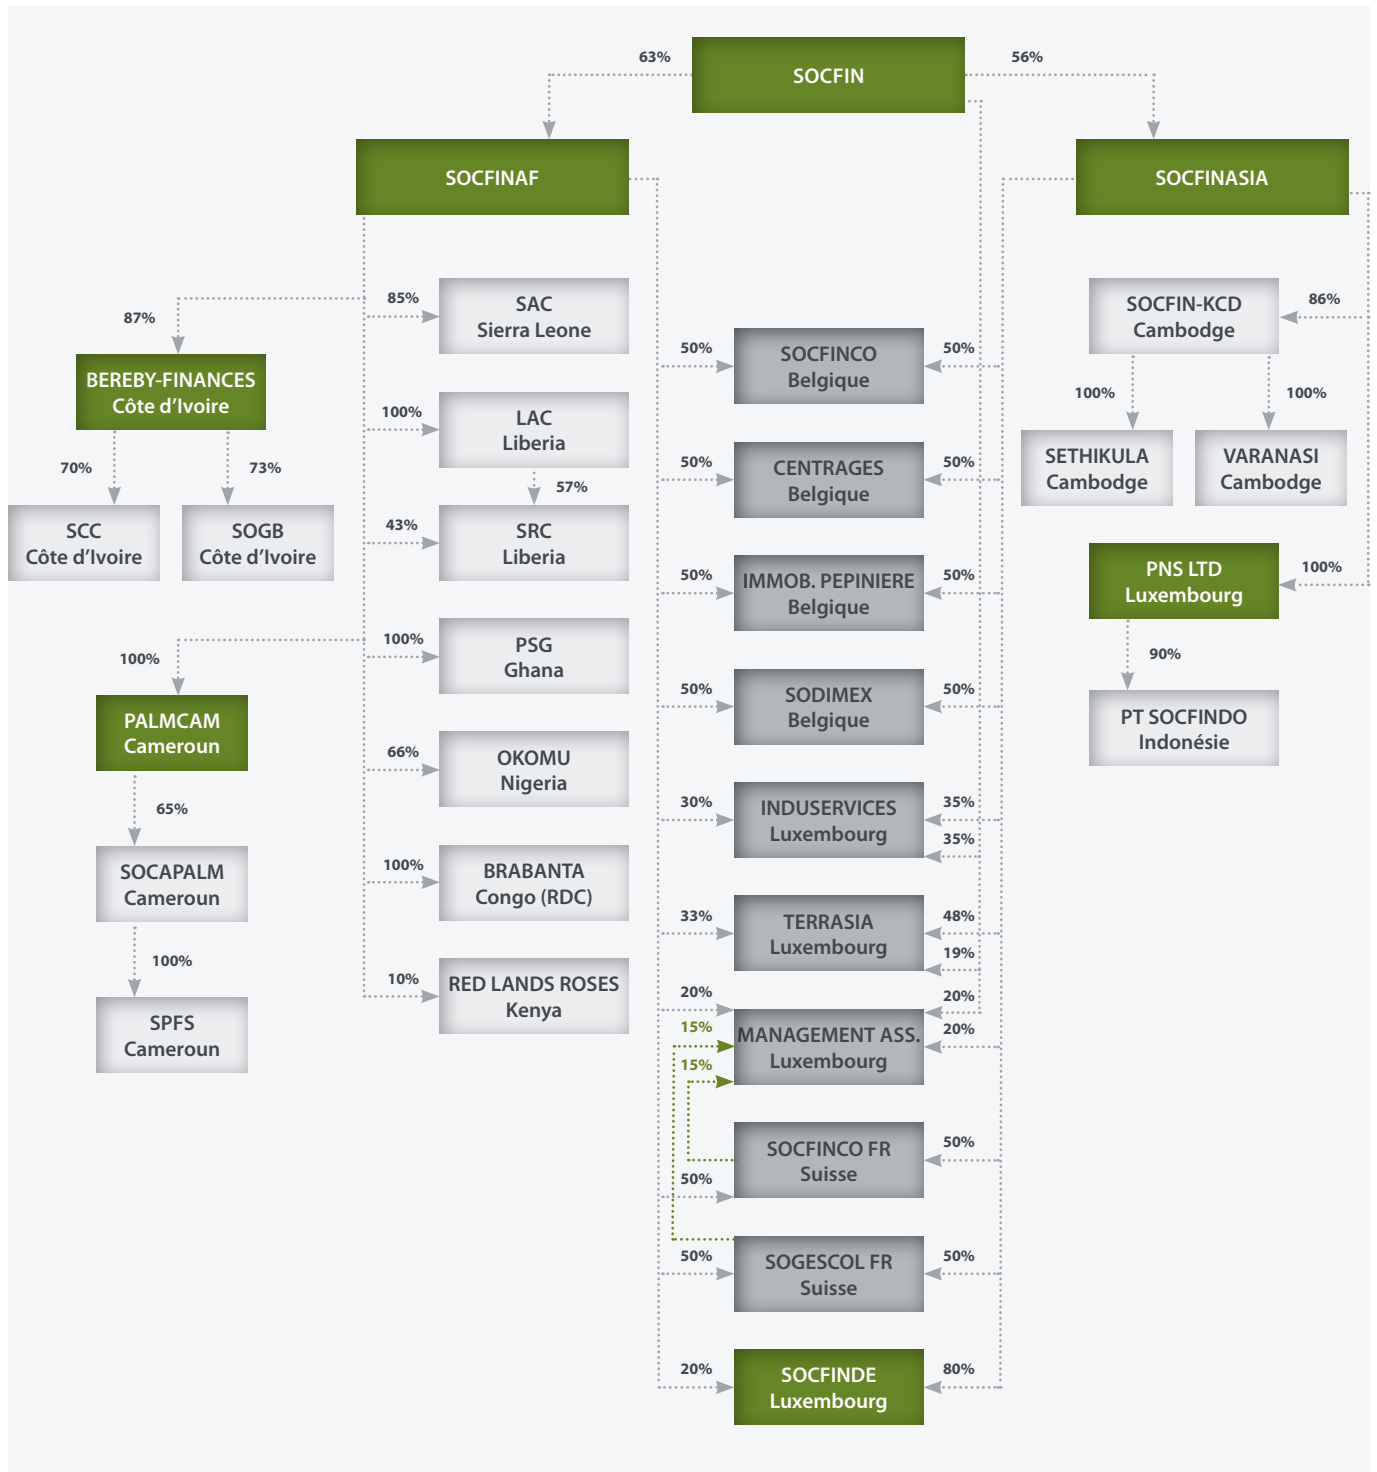 63%
SOCFIN
56%
SOCFINAF
SOCFINASIA
87%
BEREBY-FINANCES
Côte d’Ivoire
70%
73%
SCC
Côte d’Ivoire
SOGB
Côte d’Ivoire
100%
PALMCAM
Cameroun
65%
SOCAPALM
Cameroun
100%
SPFS
Cameroun
85%
SAC
Sierra Leone
100%
LAC
Liberia
57%
43%
SRC
Liberia
100%
PSG
Ghana
66%
OKOMU
Nigeria
100%
BRABANTA
Congo (RDC)
10%
RED LANDS ROSES
Kenya
50%
SOCFINCO
Belgique
50%
50%
CENTRAGES
Belgique
50%
50%
IMMOB. PEPINIERE
Belgique
50%
50%
SODIMEX
Belgique
50%
30%
INDUSERVICES
Luxembourg
35%
35%
33%
TERRASIA
Luxembourg
48%
19%
20%
15%
15%
MANAGEMENT ASS.
Luxembourg
20%
20%
SOCFINCO FR
Suisse
50%
50%
50%
SOGESCOL FR
Suisse
50%
20%
SOCFINDE
Luxembourg
80%
SOCFIN-KCD
Cambodge
86%
100%
100%
SETHIKULA
Cambodge
VARANASI
Cambodge
PNS LTD
Luxembourg
100%
90%
PT SOCFINDO
Indonésie